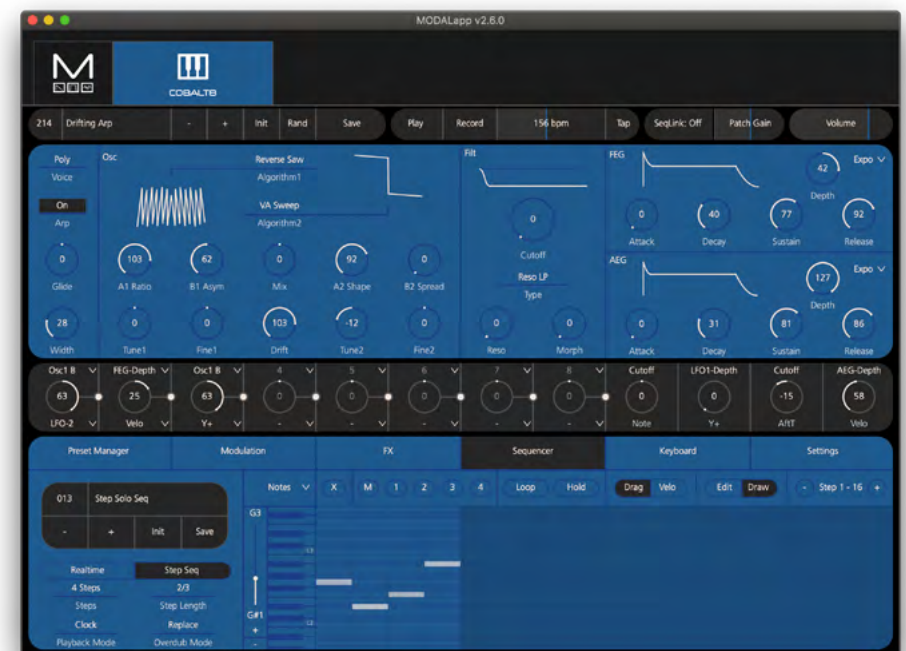 MODALapp v2.6.0
M
COBALT8
214 Drifting Arp - + Init Rand Save Play Record 156 bpm Tap SeqLink: Off Patch Gain Volume
Poly Osc Reverse Saw Filt FEG 42 Expo
Voice Algorithm1 Depth
On VA Sweep 0 0 40 77 92
Arp Algorithm2 Cutoff Attack Decay Sustain Release
0 103 62 0 92 0 Reso LP AEG 127 Expo
Glide A1 Ratio B1 Asym Mix A2 Shape B2 Spread Type Depth
28 0 0 103 -12 0 0 0 0 31 81 86
Width Tune1 Fine1 Drift Tune2 Fine2 Reso Morph Attack Decay Sustain Release
Osc1 B FEG-Depth Osc1 B 4 5 6 7 8 Cutoff LFO1-Depth Cutoff AEG-Depth
63 25 63 0 0 0 0 0 0 0 -15 58
LFO-2 Velo Y+ - - - - - Note Y+ AftT Velo
Preset Manager Modulation FX Sequencer Keyboard Settings
013 Step Solo Seq Notes X M 1 2 3 4 Loop Hold Drag Velo Edit Draw - Step 1 - 16 +
- + Init Save G3
C3
Realtime Step Seq
4 Steps 2/3
Steps Step Length G#1
Clock Replace + C2
Playback Mode Overdub Mode -